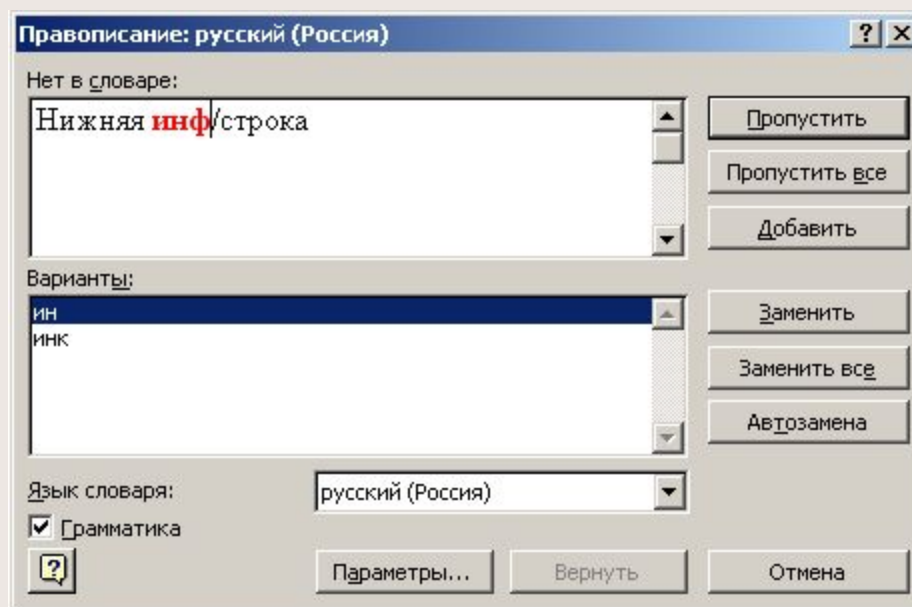 Правописание: русский (Россия)
Нет в словаре:
Нижняя инф/строка
Пропустить
Пропустить все
Добавить
Варианты:
ин
инк
Заменить
Заменить все
Автозамена
Язык словаря:
русский (Россия)
Грамматика
Параметры...
Вернуть
Отмена